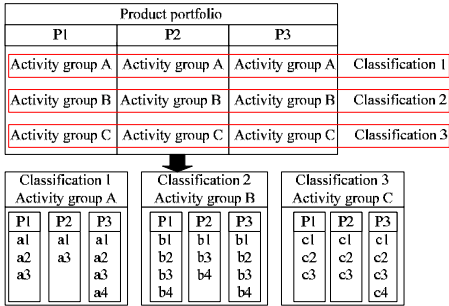 Product portfolio
P1 P2 P3
Activity group A Activity group A Activity group A Classification 1
Activity group B Activity group B Activity group B Classification 2
Activity group C Activity group C Activity group C Classification 3
Classification 1
Activity group A
P1 P2 P3
a1 a1 a1
a2 a3 a2
a3 a3
a4
Classification 2
Activity group B
P1 P2 P3
b1 b1 b1
b2 b3 b2
b3 b4 b3
b4 b4
Classification 3
Activity group C
P1 P2 P3
c1 c1 c1
c2 c2 c2
c3 c3 c3
c4